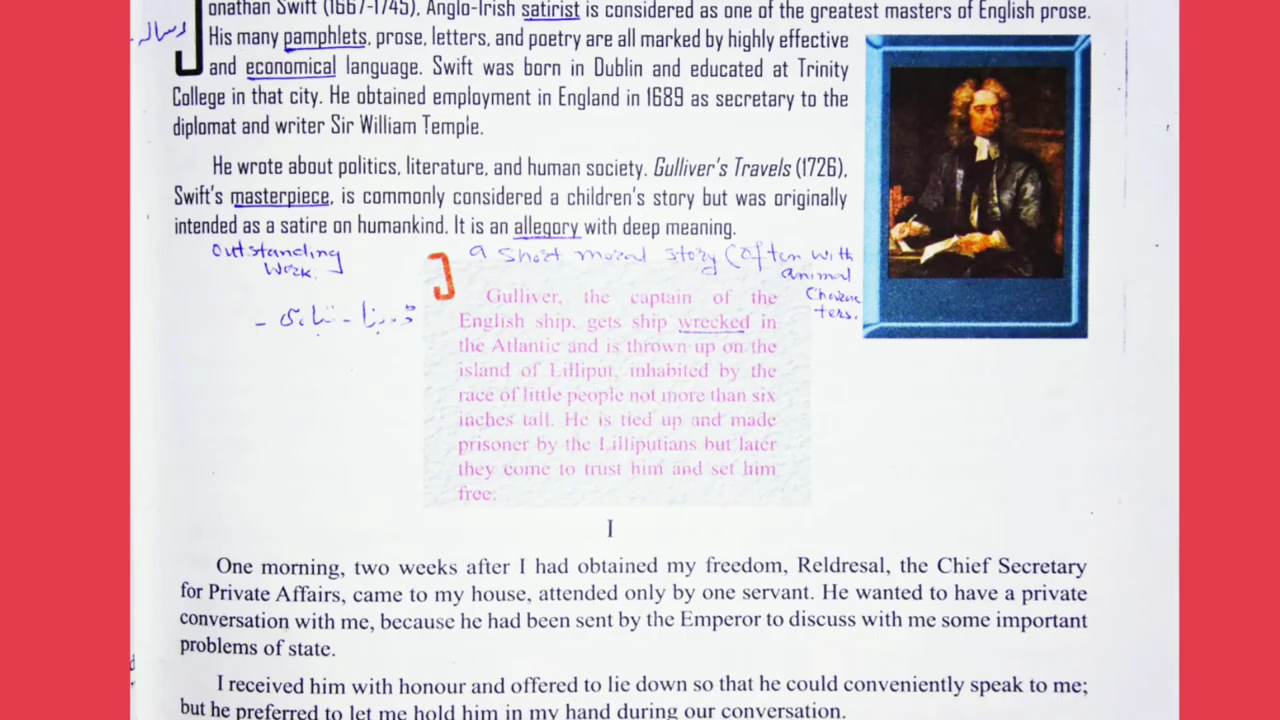 onathan Swift (1667-1745), Anglo-Irish satirist is considered as one of the greatest masters of English prose.
رسالہ
His many pamphlets, prose, letters, and poetry are all marked by highly effective
and economical language. Swift was born in Dublin and educated at Trinity
College in that city. He obtained employment in England in 1689 as secretary to the
diplomat and writer Sir William Temple.
He wrote about politics, literature, and human society. Gulliver's Travels (1726),
Swift's masterpiece, is commonly considered a children's story but was originally
intended as a satire on humankind. It is an allegory with deep meaning.
outstanding
work.
a short moral story (often with
animal
Charac
ters.
Gulliver, the captain of the
English ship, gets ship wrecked in
the Atlantic and is thrown up on the
island of Lilliput, inhabited by the
race of little people not more than six
inches tall. He is tied up and made
prisoner by the Lilliputians but later
they come to trust him and set him
free.
I
One morning, two weeks after I had obtained my freedom, Reldresal, the Chief Secretary
for Private Affairs, came to my house, attended only by one servant. He wanted to have a private
conversation with me, because he had been sent by the Emperor to discuss with me some important
problems of state.
I received him with honour and offered to lie down so that he could conveniently speak to me;
but he preferred to let me hold him in my hand during our conversation.